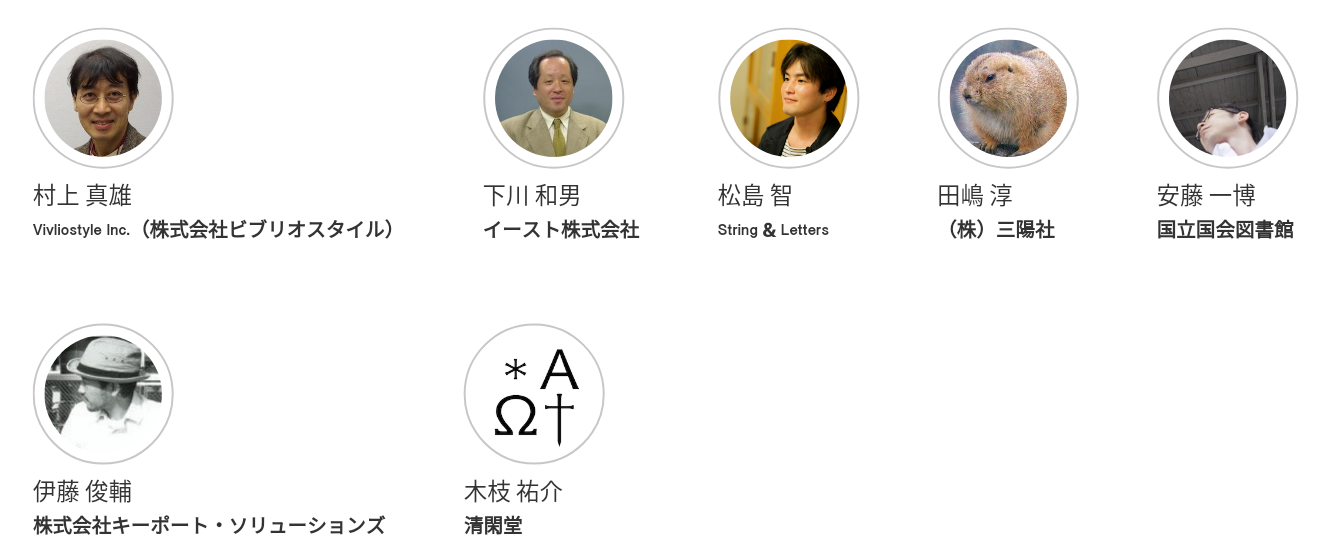 村上 真雄
Vivliostyle Inc.（株式会社ビブリオスタイル）
下川 和男
イースト株式会社
松島 智
String & Letters
田嶋 淳
（株）三陽社
安藤 一博
国立国会図書館
伊藤 俊輔
株式会社キーポート・ソリューションズ
* A
Ω †
木枝 祐介
清閑堂